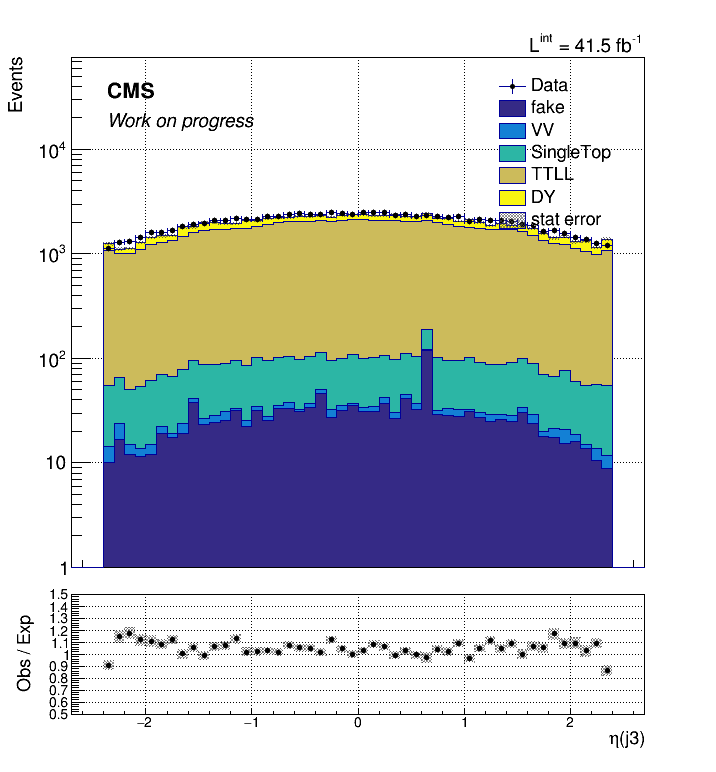 L^int = 41.5 fb^-1
Events
CMS
Work on progress
Data
fake
VV
SingleTop
TTLL
DY
stat error
10^4
10^3
10^2
10
1
Obs / Exp
1.5
1.4
1.3
1.2
1.1
1
0.9
0.8
0.7
0.6
0.5
−2 −1 0 1 2
η(j3)